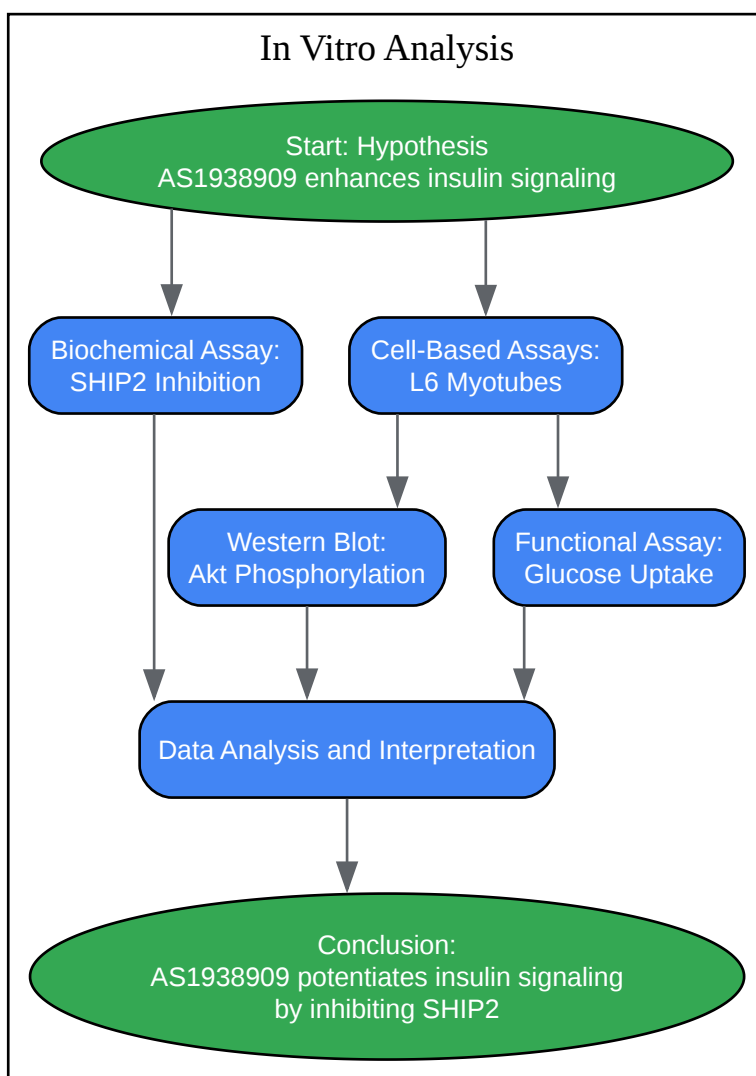 In Vitro Analysis
Start: Hypothesis
AS1938909 enhances insulin signaling
Biochemical Assay:
SHIP2 Inhibition
Cell-Based Assays:
L6 Myotubes
Western Blot:
Akt Phosphorylation
Functional Assay:
Glucose Uptake
Data Analysis and Interpretation
Conclusion:
AS1938909 potentiates insulin signaling
by inhibiting SHIP2